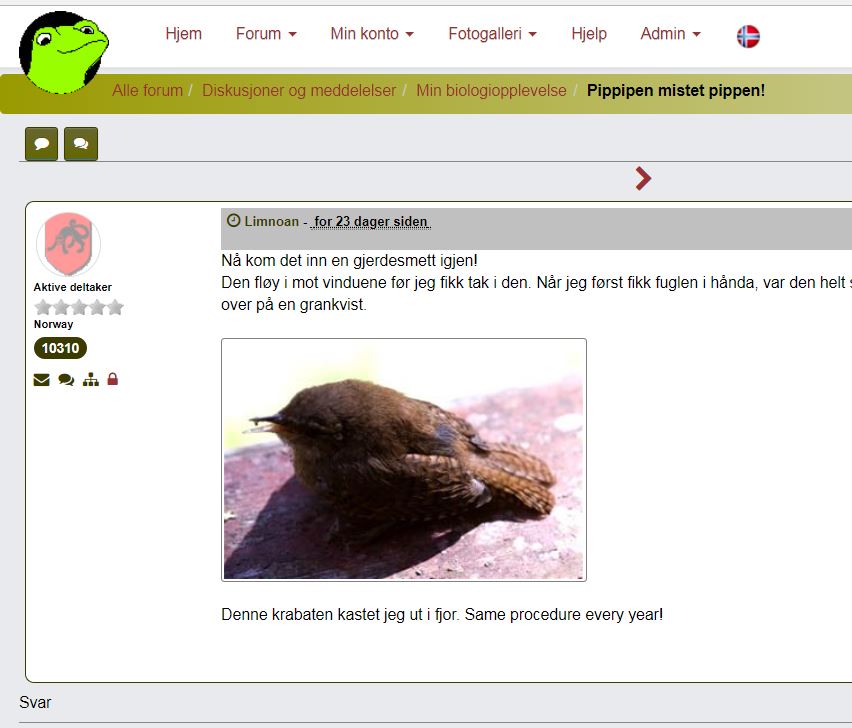 Hjem Forum Min konto Fotogalleri Hjelp Admin
Alle forum / Diskusjoner og meddelelser / Min biologiopplevelse / Pippipen mistet pippen!
Limnoan - for 23 dager siden
Nå kom det inn en gjerdesmett igjen!
Den fløy i mot vinduene før jeg fikk tak i den. Når jeg først fikk fuglen i hånda, var den helt
over på en grankvist.
Aktive deltaker
Norway
10310
Denne krabaten kastet jeg ut i fjor. Same procedure every year!
Svar